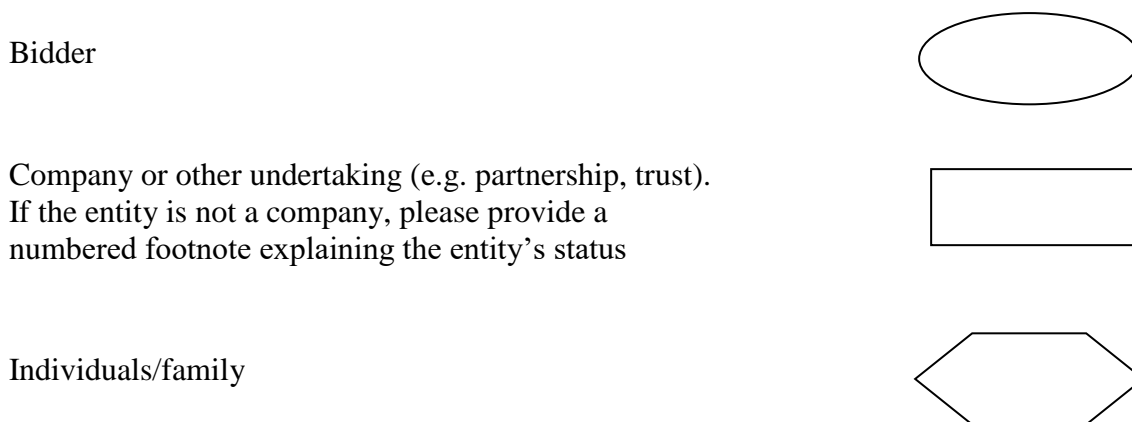 Bidder
Company or other undertaking (e.g. partnership, trust).
If the entity is not a company, please provide a
numbered footnote explaining the entity’s status
Individuals/family